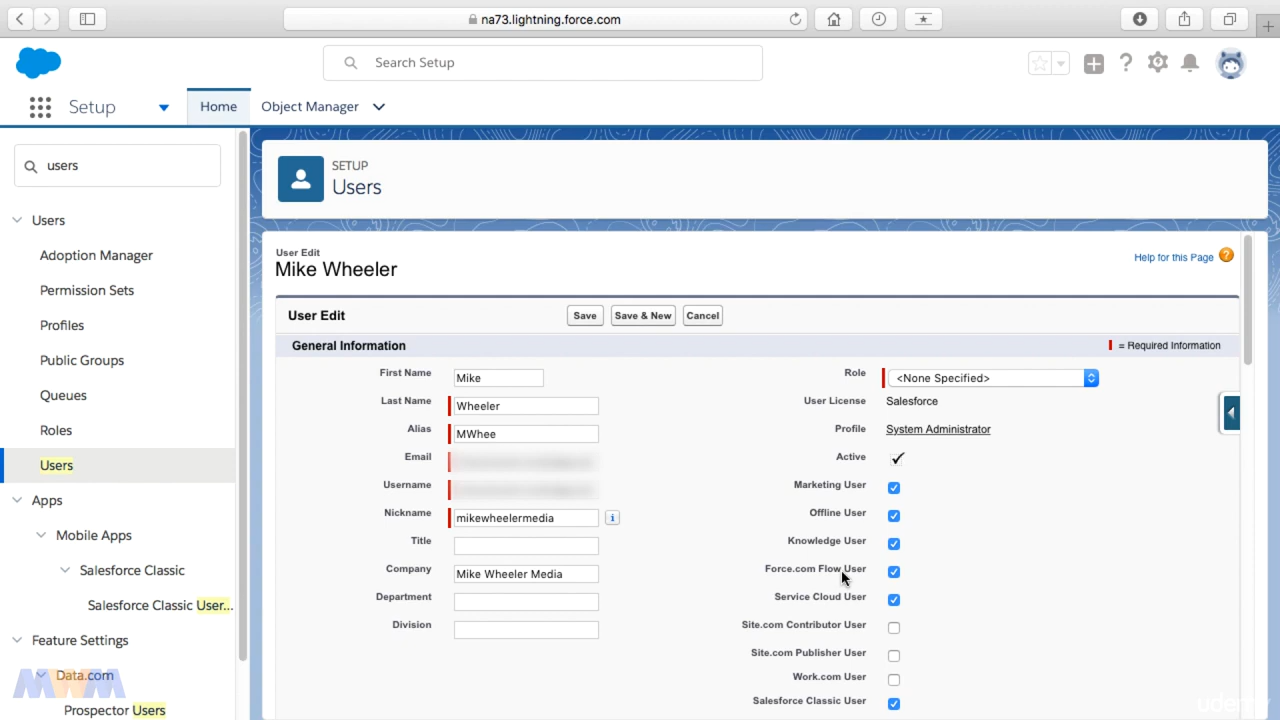 na73.lightning.force.com
Search Setup
Setup
Home
Object Manager
users
Users
Adoption Manager
Permission Sets
Profiles
Public Groups
Queues
Roles
Users
Apps
Mobile Apps
Salesforce Classic
Salesforce Classic User...
Feature Settings
Data.com
Prospector Users
MWM
SETUP
Users
User Edit
Mike Wheeler
Help for this Page ?
User Edit
Save
Save & New
Cancel
General Information
= Required Information
First Name Mike
Last Name Wheeler
Alias MWhee
Email
Username
Nickname mikewheelermedia i
Title
Company Mike Wheeler Media
Department
Division
Role <None Specified>
User License Salesforce
Profile System Administrator
Active
Marketing User
Offline User
Knowledge User
Force.com Flow User
Service Cloud User
Site.com Contributor User
Site.com Publisher User
Work.com User
Salesforce Classic User
udemy